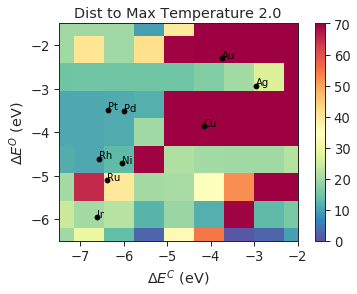 Dist to Max Temperature 2.0
−2
−3
−4
−5
−6
ΔE^O (eV)
Au
Ag
Pt
Pd
Cu
Rh
Ni
Ru
Ir
−7
−6
−5
−4
−3
−2
ΔE^C (eV)
70
60
50
40
30
20
10
0